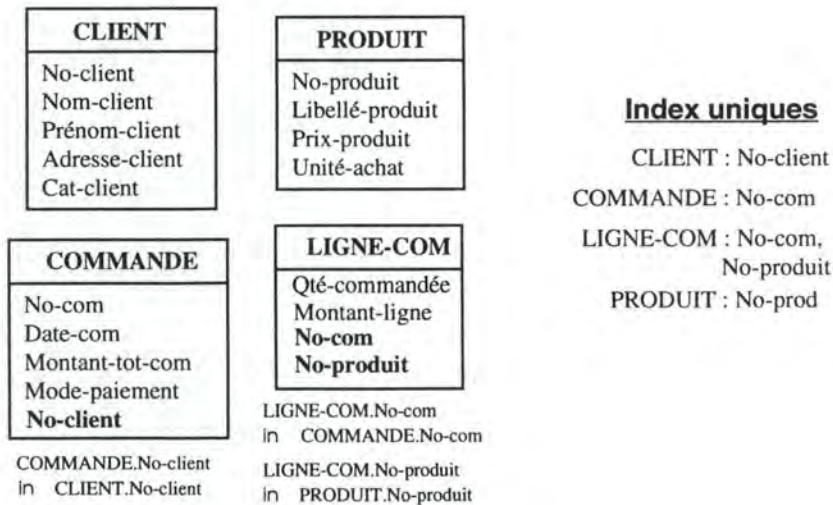 CLIENT
No-client
Nom-client
Prénom-client
Adresse-client
Cat-client
PRODUIT
No-produit
Libellé-produit
Prix-produit
Unité-achat
COMMANDE
No-com
Date-com
Montant-tot-com
Mode-paiement
No-client
COMMANDE.No-client
in CLIENT.No-client
LIGNE-COM
Qté-commandée
Montant-ligne
No-com
No-produit
LIGNE-COM.No-com
in COMMANDE.No-com
LIGNE-COM.No-produit
in PRODUIT.No-produit
Index uniques
CLIENT : No-client
COMMANDE : No-com
LIGNE-COM : No-com,
No-produit
PRODUIT : No-prod